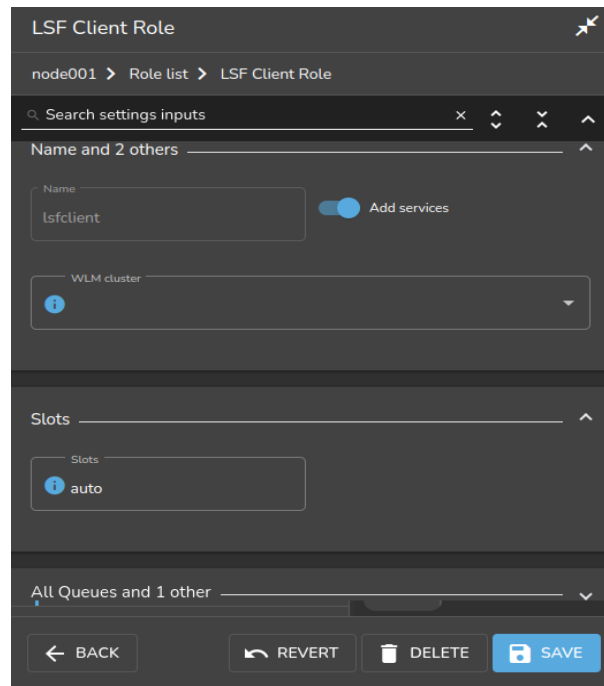 LSF Client Role
node001 > Role list > LSF Client Role
Search settings inputs
Name and 2 others
Name
lsfclient
Add services
WLM cluster
Slots
Slots
auto
All Queues and 1 other
BACK
REVERT
DELETE
SAVE